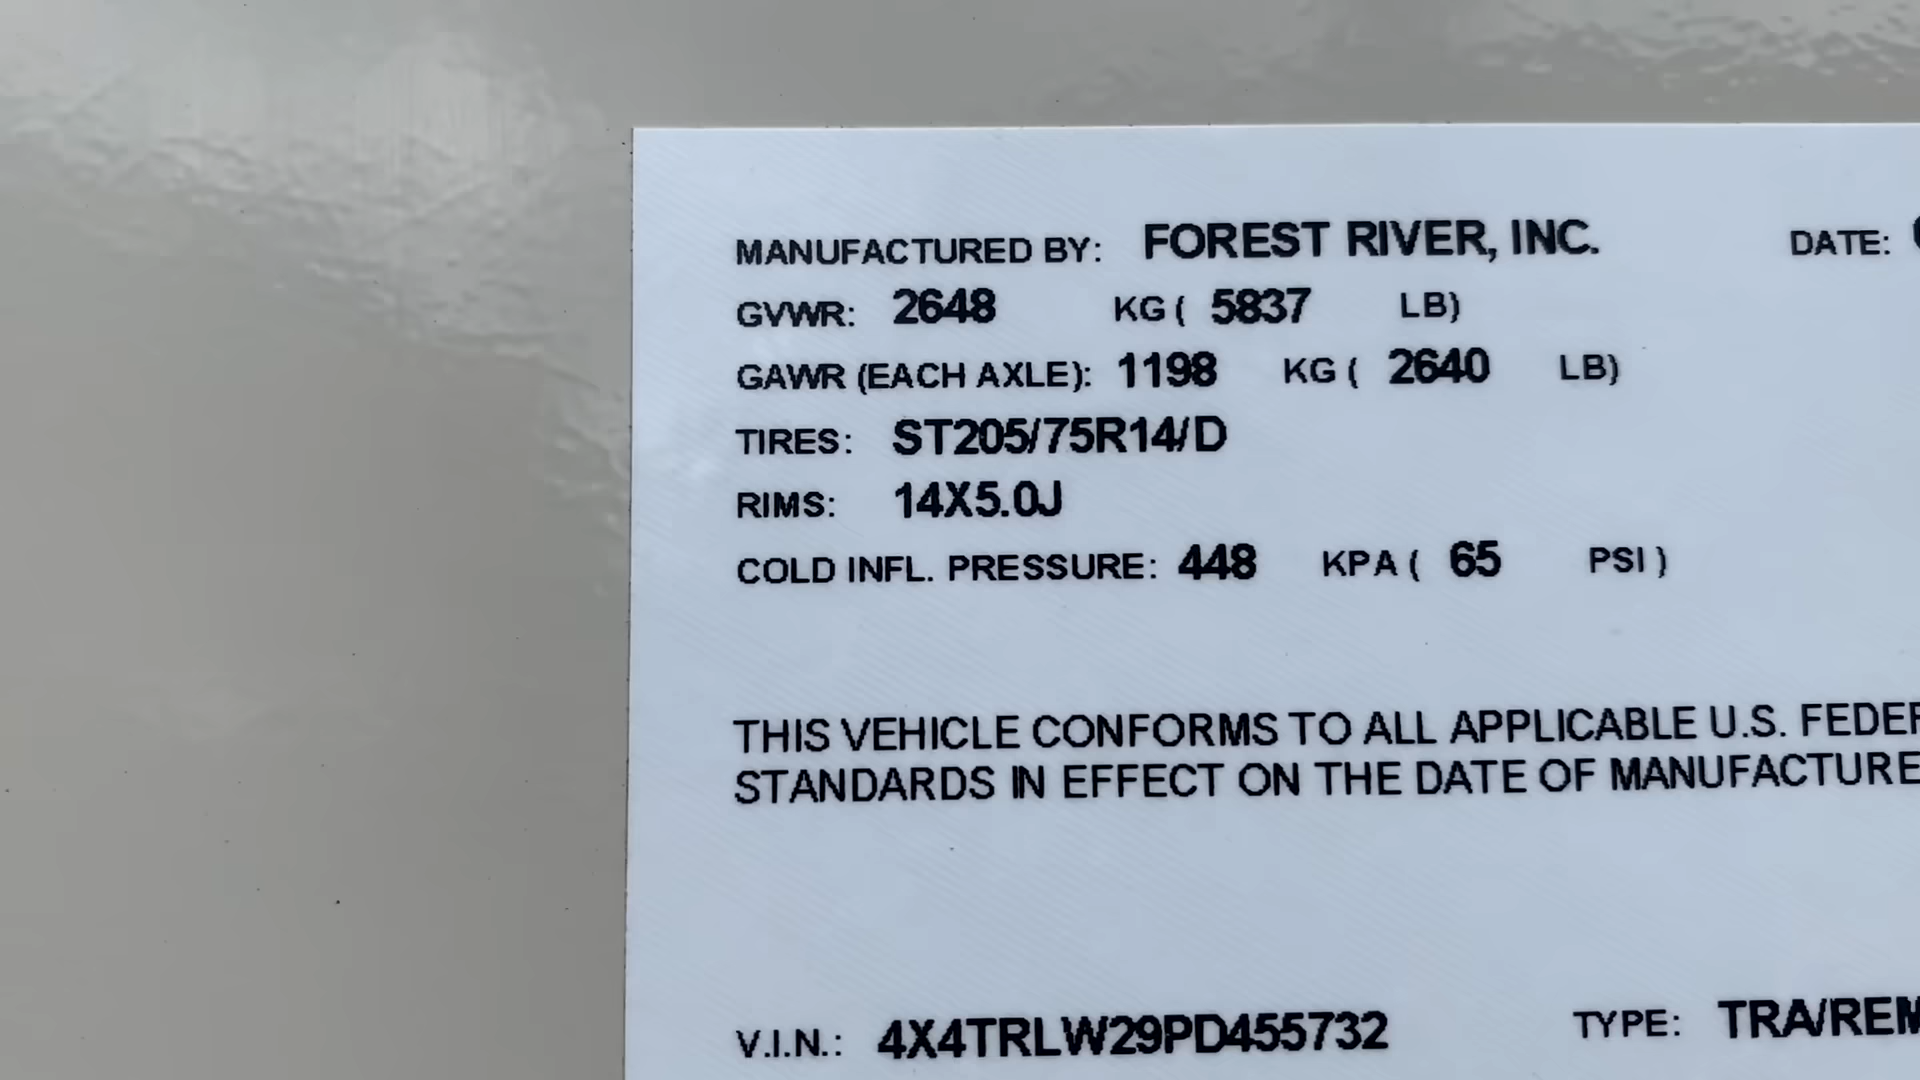 MANUFACTURED BY: FOREST RIVER, INC. DATE:
GVWR: 2648 KG ( 5837 LB)
GAWR (EACH AXLE): 1198 KG ( 2640 LB)
TIRES: ST205/75R14/D
RIMS: 14X5.0J
COLD INFL. PRESSURE: 448 KPA ( 65 PSI )
THIS VEHICLE CONFORMS TO ALL APPLICABLE U.S. FEDER
STANDARDS IN EFFECT ON THE DATE OF MANUFACTURE
V.I.N.: 4X4TRLW29PD455732 TYPE: TRA/REM